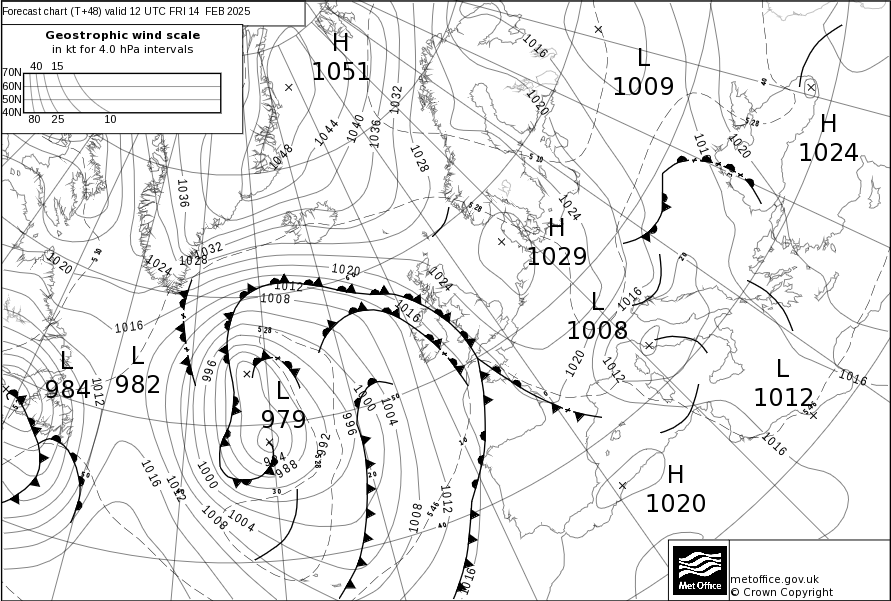 Forecast chart (T+48) valid 12 UTC FRI 14 FEB 2025
Geostrophic wind scale
in kt for 4.0 hPa intervals
40 15
70N
60N
50N
40N
80 25 10
H
1051
L
1009
H
1024
H
1029
L
1008
L
1012
H
1020
L
984
L
982
L
979
1016
1020
1032
1040
1036
1044
1048
1028
1036
1024
1020
1032
1028
1024
1020
1016
1020
1012
1008
1024
1016
1016
1020
1012
1016
1016
1012
996
1000
1004
996
992
984
988
1016
1012
1000
1008
1004
1008
1012
1016
Met Office
metoffice.gov.uk
© Crown Copyright